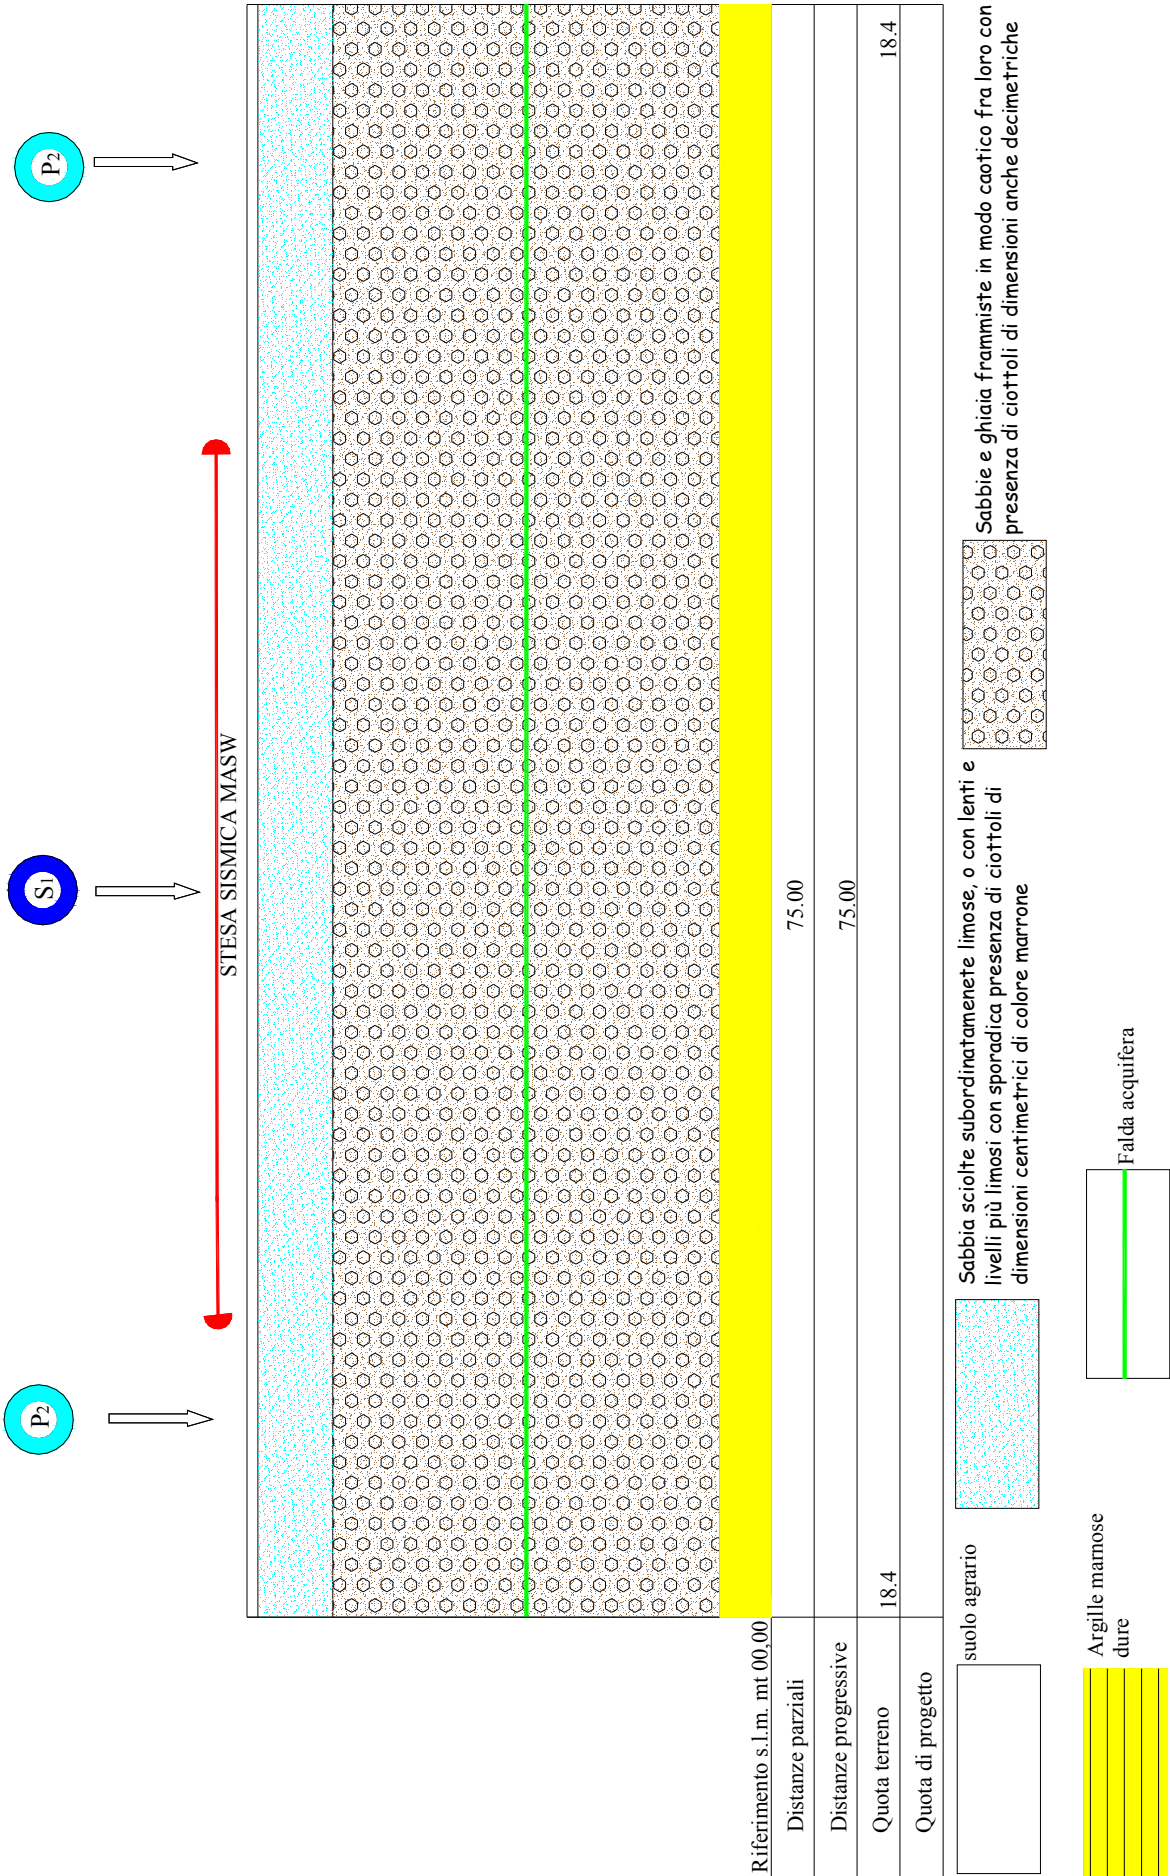 P2
S1
P2
STESA SISMICA MASW
Riferimento s.l.m. mt 00,00
Distanze parziali
75.00
Distanze progressive
75.00
Quota terreno
18.4
18.4
Quota di progetto
suolo agrario
Sabbia sciolte subordinatamenete limose, o con lenti e
livelli più limosi con sporadica presenza di ciottoli di
dimensioni centimetrici di colore marrone
Sabbie e ghiaia frammiste in modo caotico fra loro con
presenza di ciottoli di dimensioni anche decimetriche
Argille marnose
dure
Falda acquifera